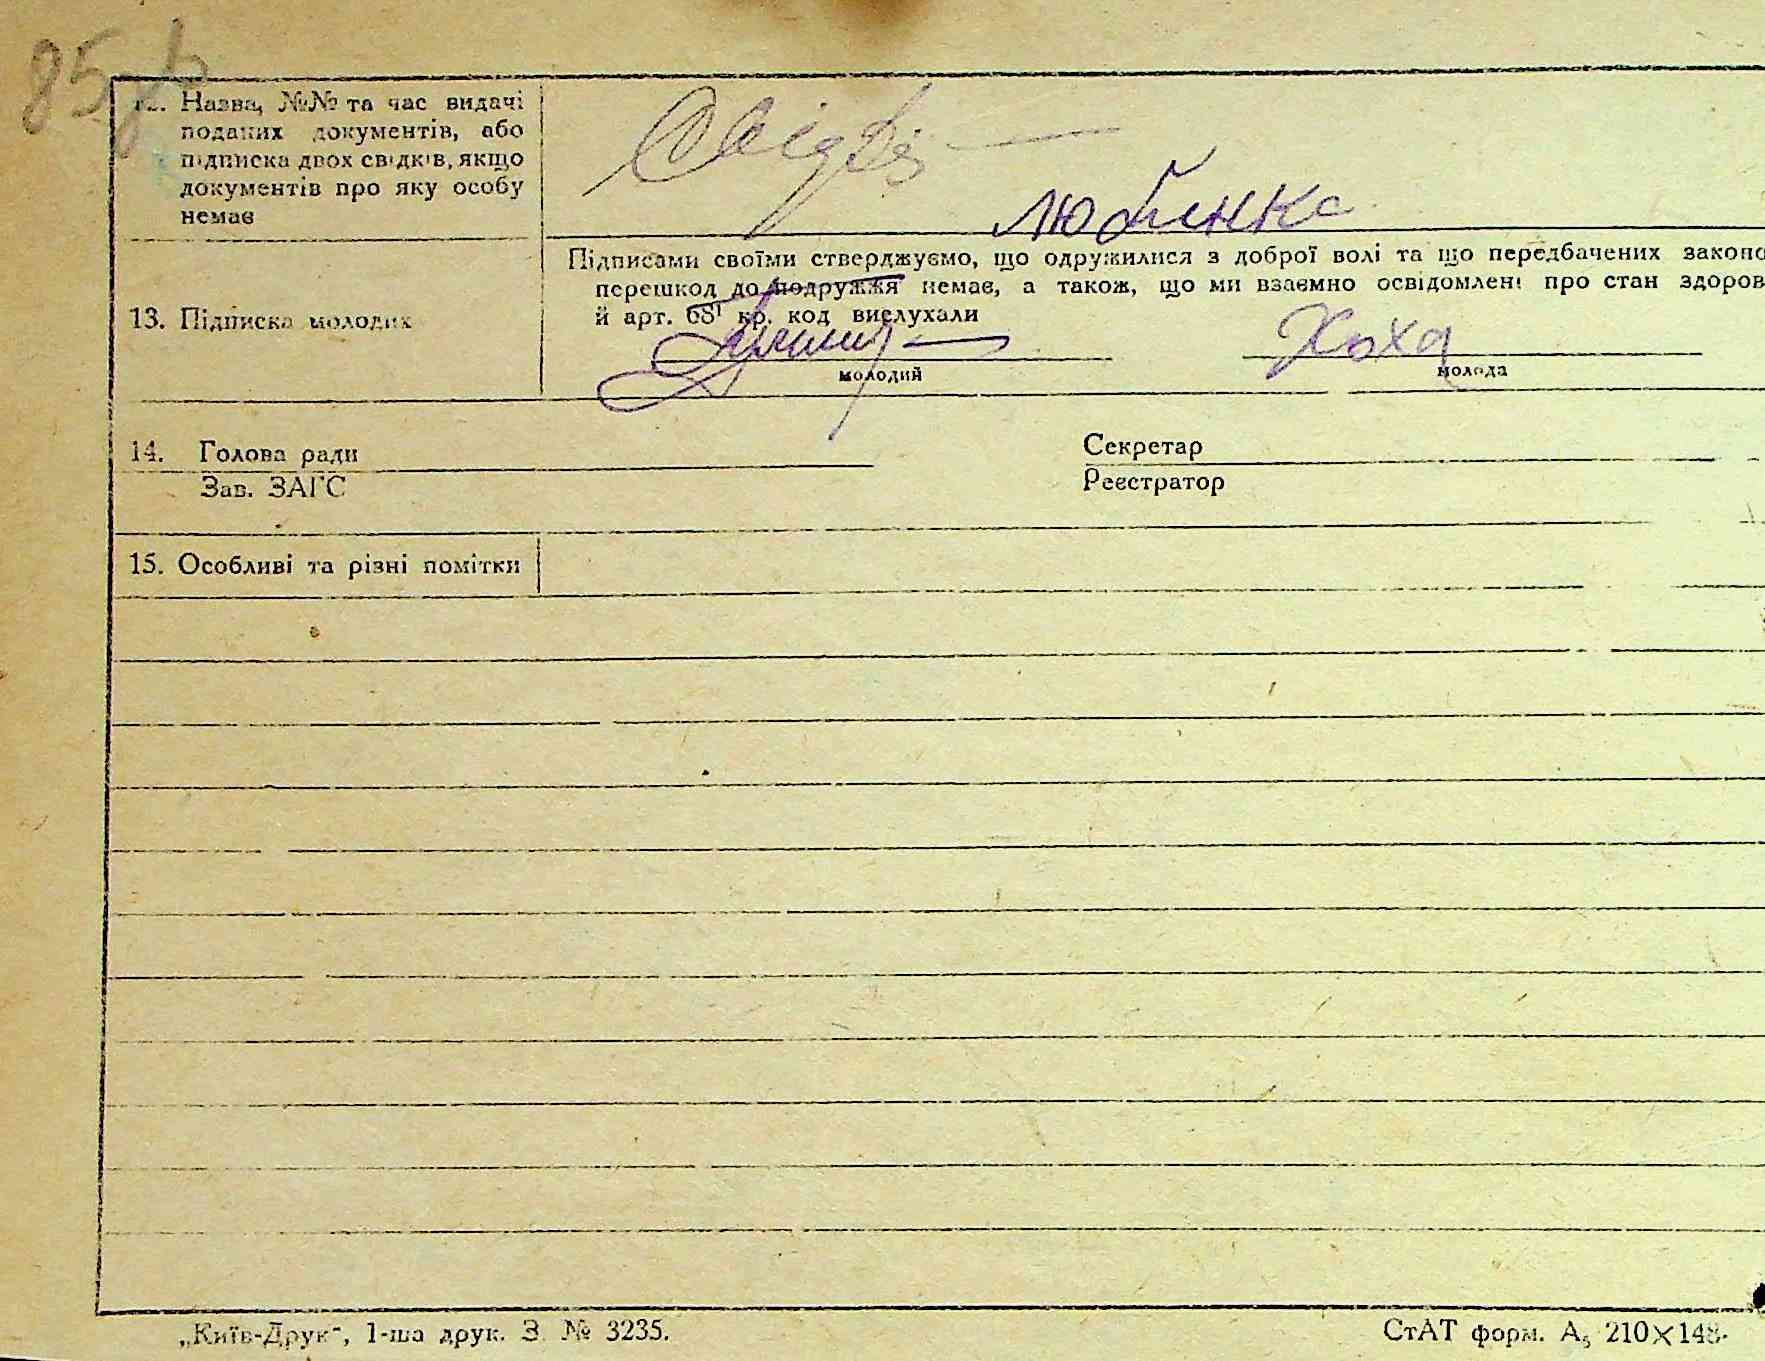 85
12. Назва, №№ та час видачі
поданих документів, або
підписка двох свідків, якщо
документів про яку особу
немає
Свідки
Любенко
Підписами своїми стверджуємо, що одружилися з доброї волі та що передбачених законо
перешкод до подружжя немає, а також, що ми взаємно освідомлені про стан здоров
й арт. 68¹ кр. код вислухали
13. Підписка молодих
Коха
молодий
молода
14. Голова ради
Секретар
Зав. ЗАГС
Реєстратор
15. Особливі та різні помітки
„Київ-Друк“, 1-ша друк. З. № 3235.
СтАТ форм. А₅ 210×148.